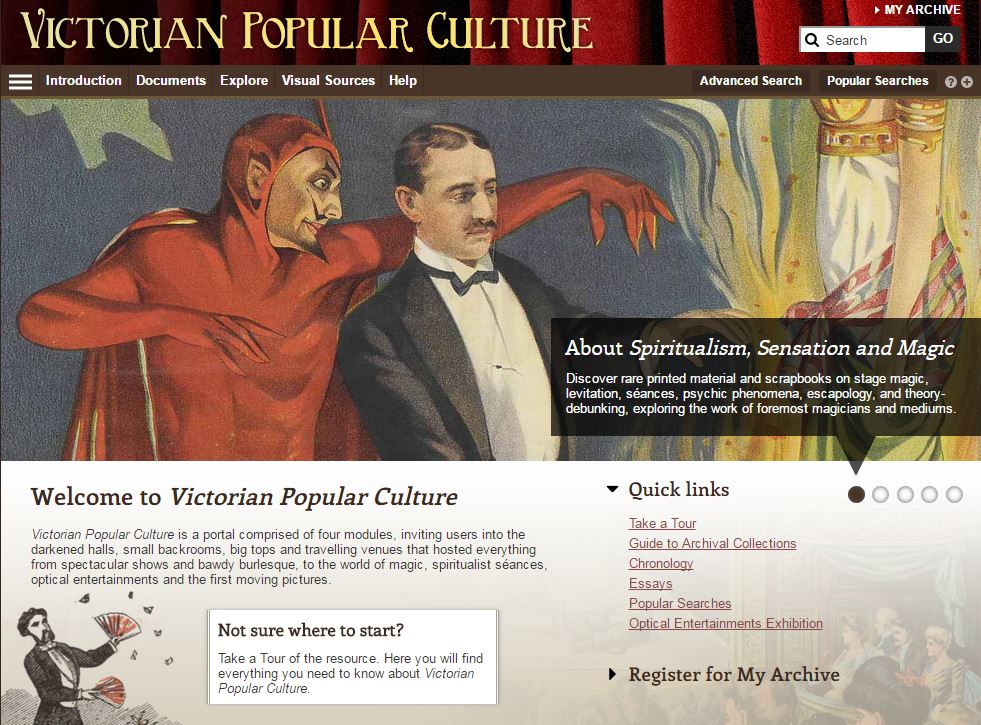 VICTORIAN POPULAR CULTURE
MY ARCHIVE
Search
GO
Introduction
Documents
Explore
Visual Sources
Help
Advanced Search
Popular Searches
?
+
About Spiritualism, Sensation and Magic
Discover rare printed material and scrapbooks on stage magic,
levitation, séances, psychic phenomena, escapology, and theory-
debunking, exploring the work of foremost magicians and mediums.
Welcome to Victorian Popular Culture
Victorian Popular Culture is a portal comprised of four modules, inviting users into the
darkened halls, small backrooms, big tops and travelling venues that hosted everything
from spectacular shows and bawdy burlesque, to the world of magic, spiritualist séances,
optical entertainments and the first moving pictures.
Not sure where to start?
Take a Tour of the resource. Here you will find
everything you need to know about Victorian
Popular Culture.
Quick links
Take a Tour
Guide to Archival Collections
Chronology
Essays
Popular Searches
Optical Entertainments Exhibition
Register for My Archive